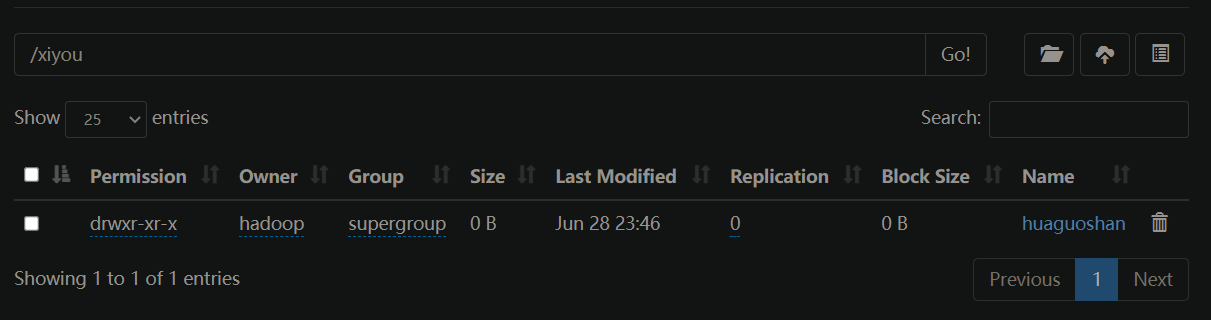 /xiyou Go!
Show 25 entries Search:
Permission Owner Group Size Last Modified Replication Block Size Name
drwxr-xr-x hadoop supergroup 0 B Jun 28 23:46 0 0 B huaguoshan
Showing 1 to 1 of 1 entries Previous 1 Next